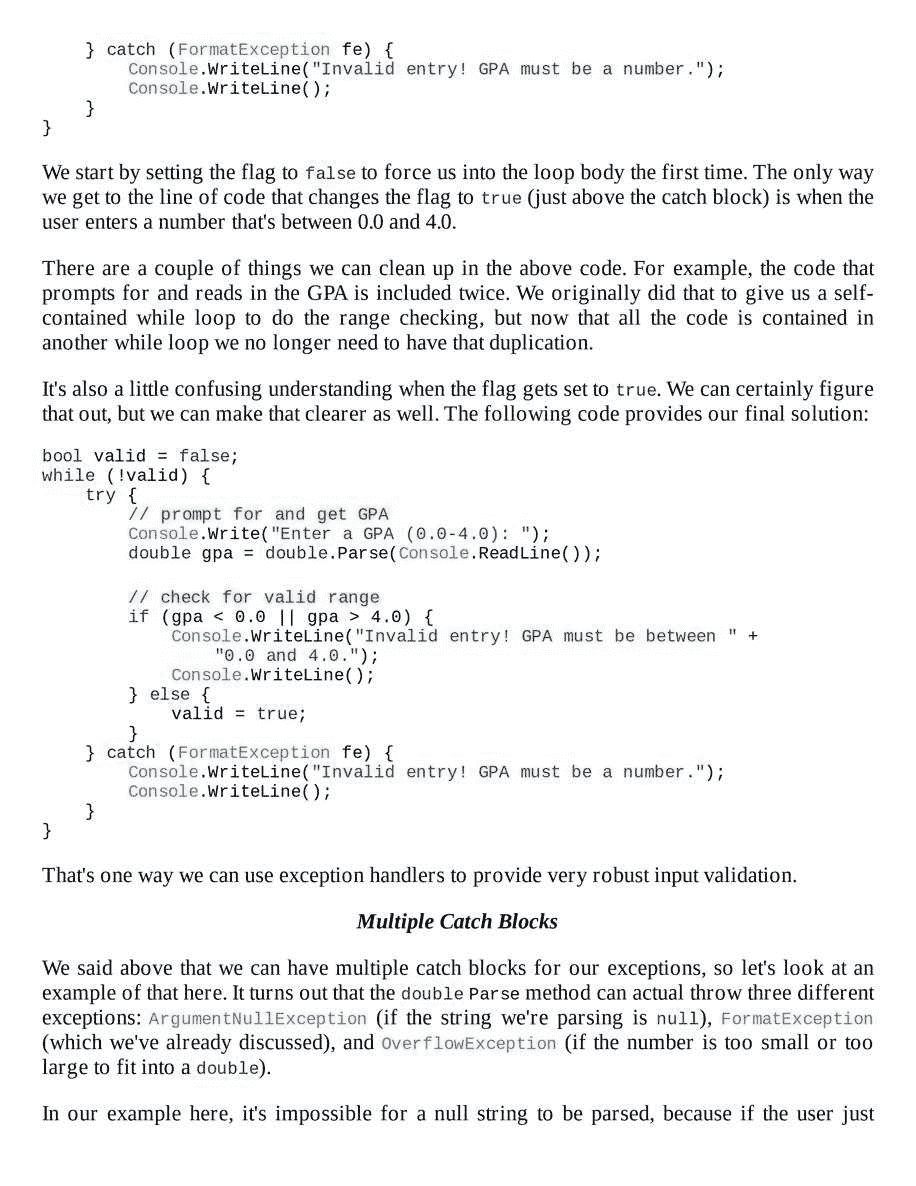 } catch (FormatException fe) {
        Console.WriteLine("Invalid entry! GPA must be a number.");
        Console.WriteLine();
    }
}
We start by setting the flag to false to force us into the loop body the first time. The only way
we get to the line of code that changes the flag to true (just above the catch block) is when the
user enters a number that's between 0.0 and 4.0.
There are a couple of things we can clean up in the above code. For example, the code that
prompts for and reads in the GPA is included twice. We originally did that to give us a self-
contained while loop to do the range checking, but now that all the code is contained in
another while loop we no longer need to have that duplication.
It's also a little confusing understanding when the flag gets set to true. We can certainly figure
that out, but we can make that clearer as well. The following code provides our final solution:
bool valid = false;
while (!valid) {
    try {
        // prompt for and get GPA
        Console.Write("Enter a GPA (0.0-4.0): ");
        double gpa = double.Parse(Console.ReadLine());
        // check for valid range
        if (gpa < 0.0 || gpa > 4.0) {
            Console.WriteLine("Invalid entry! GPA must be between " +
                "0.0 and 4.0.");
            Console.WriteLine();
        } else {
            valid = true;
        }
    } catch (FormatException fe) {
        Console.WriteLine("Invalid entry! GPA must be a number.");
        Console.WriteLine();
    }
}
That's one way we can use exception handlers to provide very robust input validation.
Multiple Catch Blocks
We said above that we can have multiple catch blocks for our exceptions, so let's look at an
example of that here. It turns out that the double Parse method can actual throw three different
exceptions: ArgumentNullException (if the string we're parsing is null), FormatException
(which we've already discussed), and OverflowException (if the number is too small or too
large to fit into a double).
In our example here, it's impossible for a null string to be parsed, because if the user just